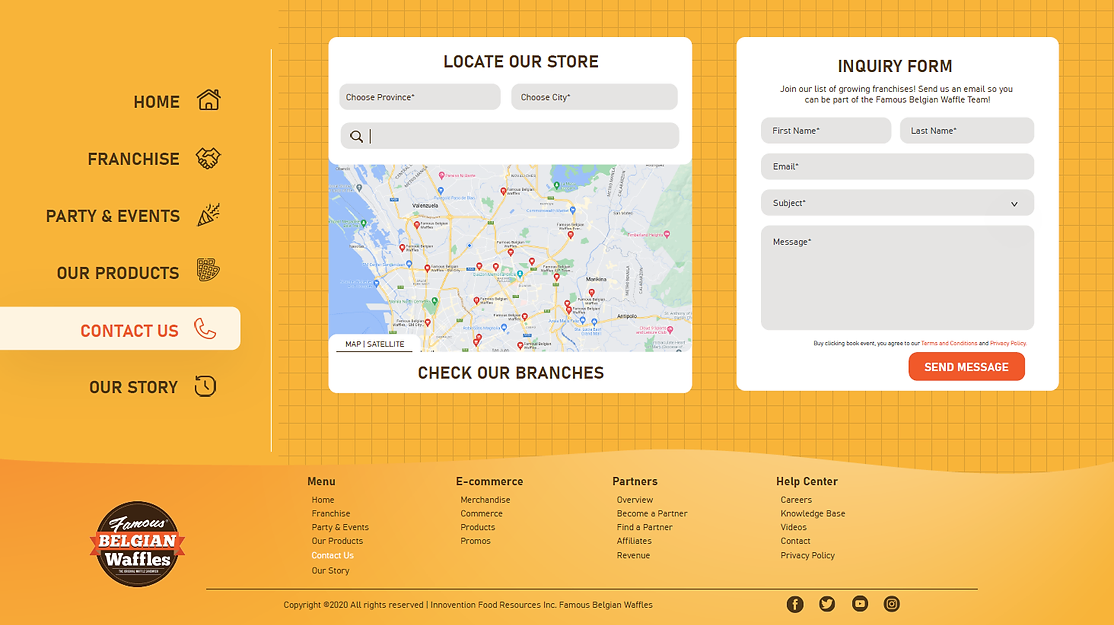 HOME
FRANCHISE
PARTY & EVENTS
OUR PRODUCTS
CONTACT US
OUR STORY
LOCATE OUR STORE
Choose Province*
Choose City*
Valenzuela
Marikina
Antipolo
MAP | SATELLITE
CHECK OUR BRANCHES
INQUIRY FORM
Join our list of growing franchises! Send us an email so you
can be part of the Famous Belgian Waffle Team!
First Name*
Last Name*
Email*
Subject*
Message*
Buy clicking book event, you agree to our Terms and Conditions and Privacy Policy.
SEND MESSAGE
Famous
BELGIAN
Waffles
THE ORIGINAL WAFFLE SANDWICH
Menu
Home
Franchise
Party & Events
Our Products
Contact Us
Our Story
E-commerce
Merchandise
Commerce
Products
Promos
Partners
Overview
Become a Partner
Find a Partner
Affiliates
Revenue
Help Center
Careers
Knowledge Base
Videos
Contact
Privacy Policy
Copyright ©2020 All rights reserved | Innovention Food Resources Inc. Famous Belgian Waffles